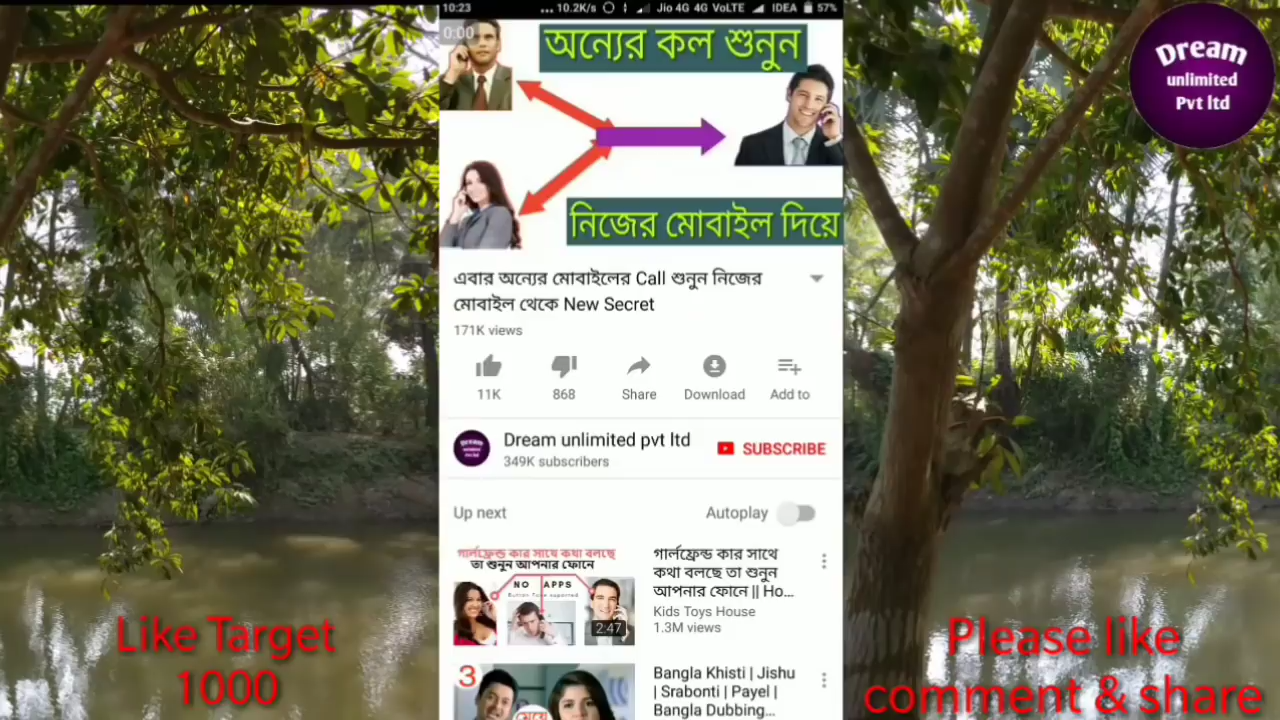 10:23
... 10.2K/s Jio 4G 4G VoLTE IDEA 57%
0:00
অন্যের কল শুনুন
নিজের মোবাইল দিয়ে
Dream
unlimited
Pvt ltd
এবার অন্যের মোবাইলের Call শুনুন নিজের
মোবাইল থেকে New Secret
171K views
11K
868
Share
Download
Add to
Dream unlimited pvt ltd
349K subscribers
SUBSCRIBE
Up next
Autoplay
গার্লফ্রেন্ড কার সাথে কথা বলছে
তা শুনুন আপনার ফোনে
NO APPS
2:47
গার্লফ্রেন্ড কার সাথে
কথা বলছে তা শুনুন
আপনার ফোনে || Ho...
Kids Toys House
1.3M views
3
মেয়ে
Bangla Khisti | Jishu
| Srabonti | Payel |
Bangla Dubbing...
Like Target
1000
Please like
comment & share